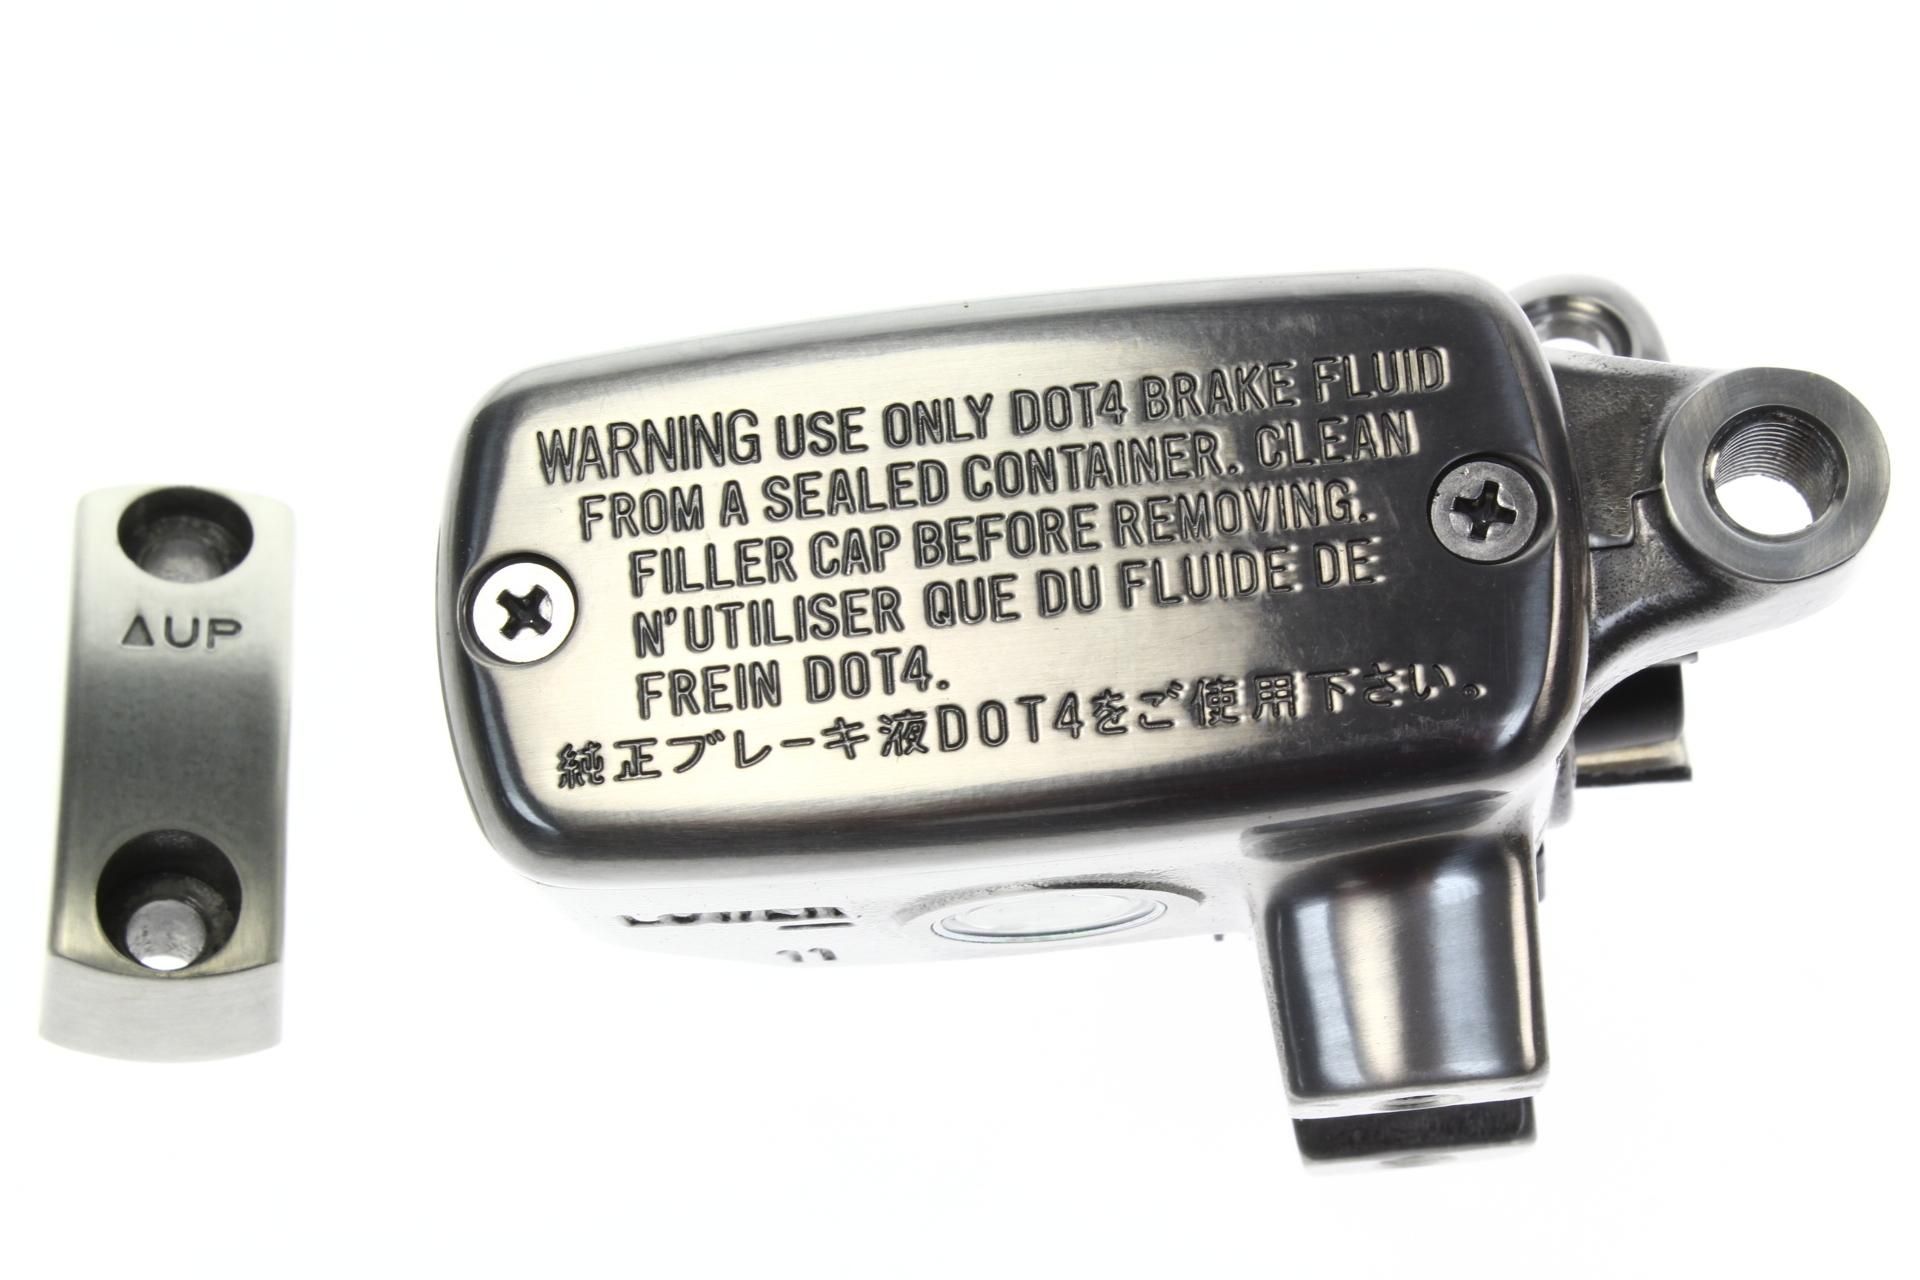 △UP
WARNING USE ONLY DOT4 BRAKE FLUID
FROM A SEALED CONTAINER. CLEAN
FILLER CAP BEFORE REMOVING.
N'UTILISER QUE DU FLUIDE DE
FREIN DOT4.
純正ブレーキ液DOT4をご使用下さい。
11